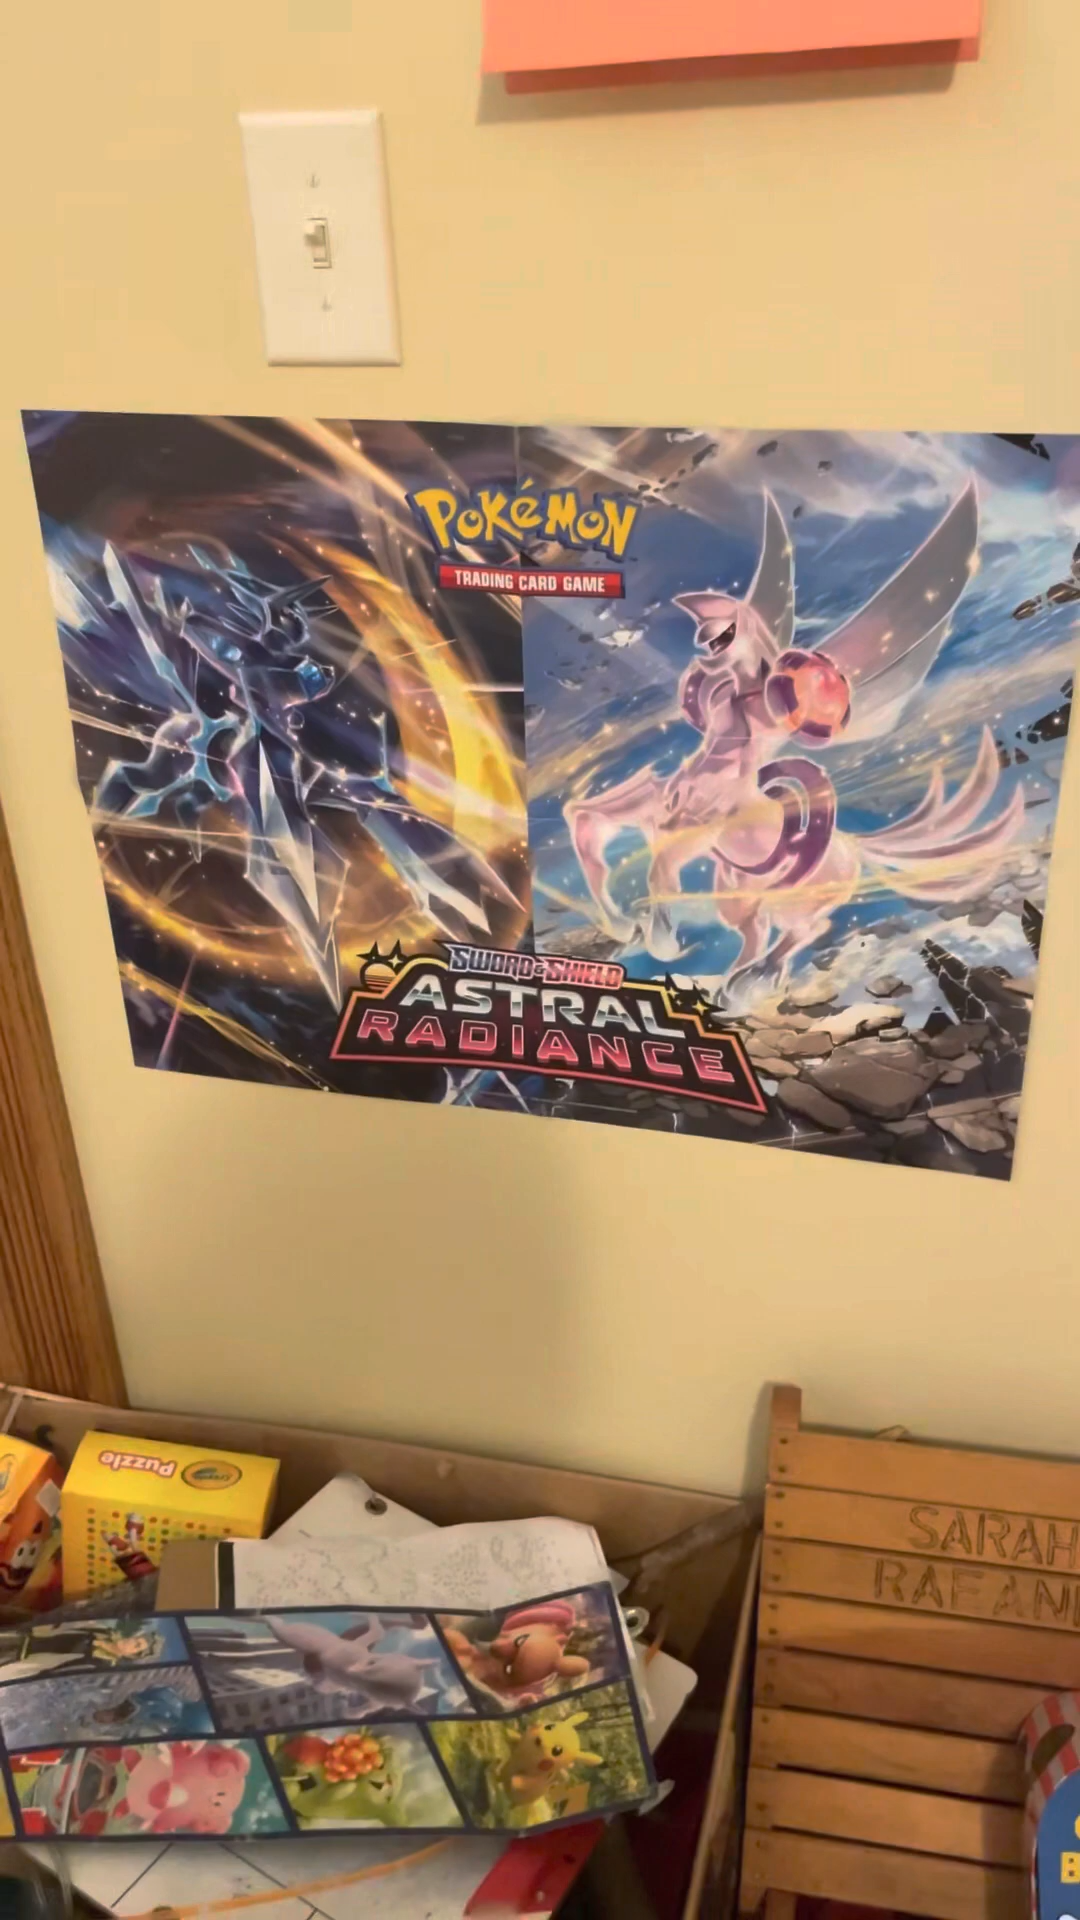 POKéMON
TRADING CARD GAME
SWORD & SHIELD
ASTRAL
RADIANCE
Puzzle
SARAH
B